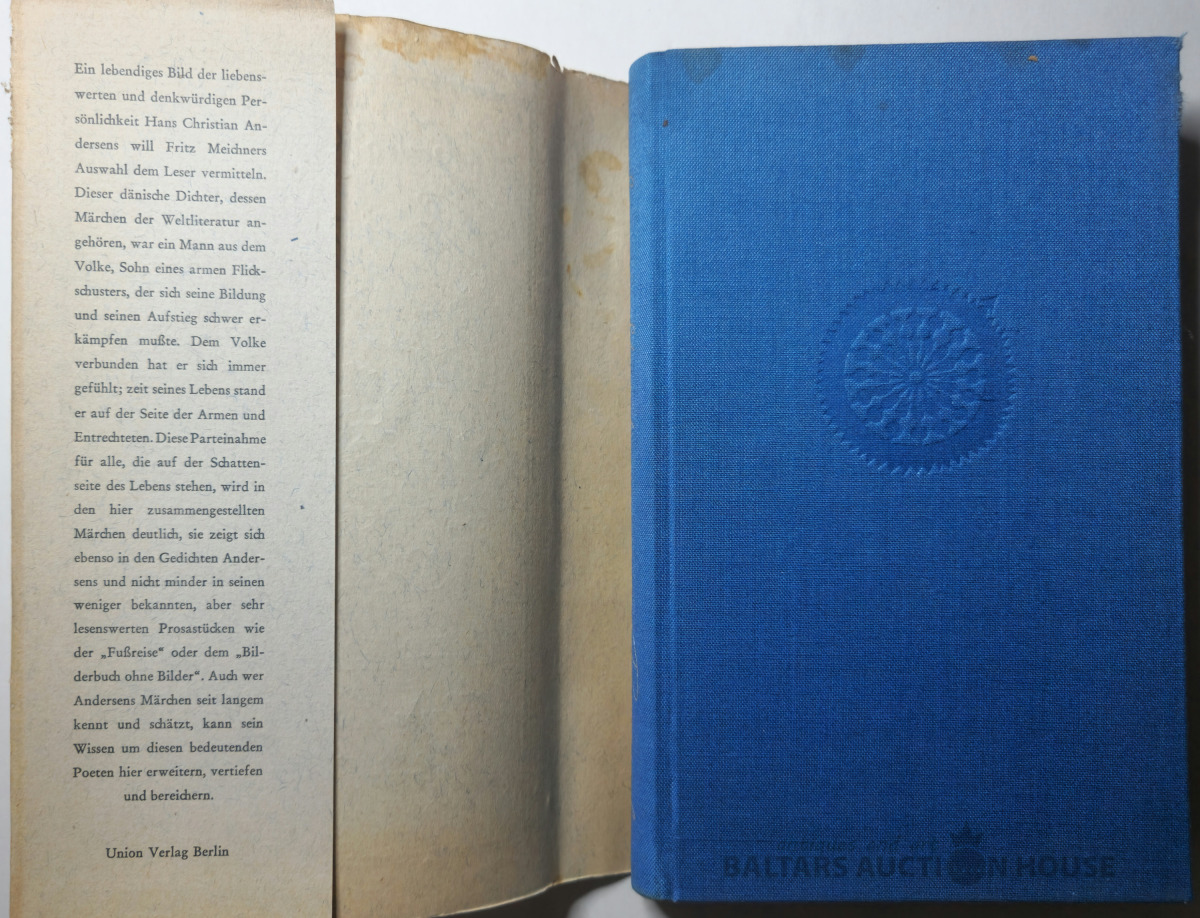 Ein lebendiges Bild der liebens-
werten und denkwürdigen Per-
sönlichkeit Hans Christian An-
dersens will Fritz Meichners
Auswahl dem Leser vermitteln.
Dieser dänische Dichter, dessen
Märchen der Weltliteratur an-
gehören, war ein Mann aus dem
Volke, Sohn eines armen Flick-
schusters, der sich seine Bildung
und seinen Aufstieg schwer er-
kämpfen mußte. Dem Volke
verbunden hat er sich immer
gefühlt; zeit seines Lebens stand
er auf der Seite der Armen und
Entrechteten. Diese Parteinahme
für alle, die auf der Schatten-
seite des Lebens stehen, wird in
den hier zusammengestellten
Märchen deutlich, sie zeigt sich
ebenso in den Gedichten Ander-
sens und nicht minder in seinen
weniger bekannten, aber sehr
lesenswerten Prosastücken wie
der „Fußreise“ oder dem „Bil-
derbuch ohne Bilder“. Auch wer
Andersens Märchen seit langem
kennt und schätzt, kann sein
Wissen um diesen bedeutenden
Poeten hier erweitern, vertiefen
und bereichern.
Union Verlag Berlin
BALTARS AUCTION HOUSE